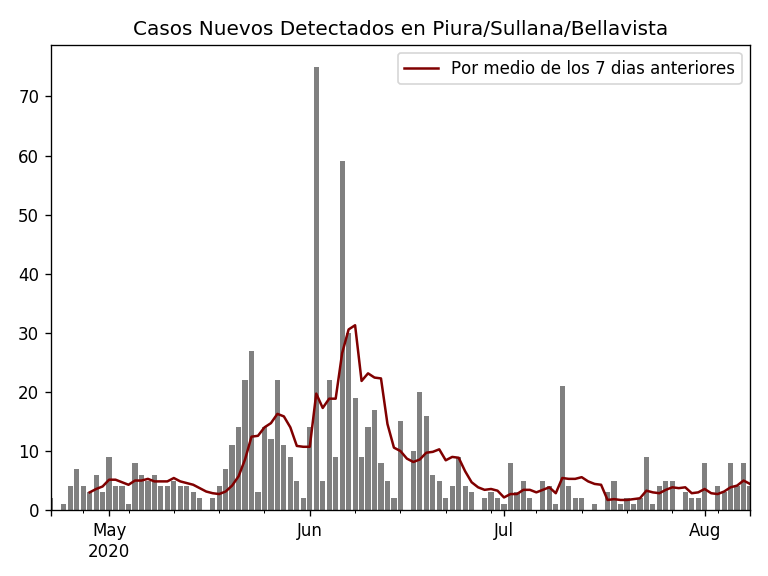 Casos Nuevos Detectados en Piura/Sullana/Bellavista
Por medio de los 7 dias anteriores
70
60
50
40
30
20
10
0
May
2020
Jun
Jul
Aug